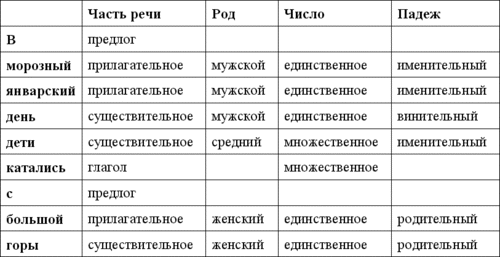 Часть речи Род Число Падеж
В предлог
морозный прилагательное мужской единственное именительный
январский прилагательное мужской единственное именительный
день существительное мужской единственное винительный
дети существительное средний множественное именительный
катались глагол множественное
с предлог
большой прилагательное женский единственное родительный
горы существительное женский единственное родительный